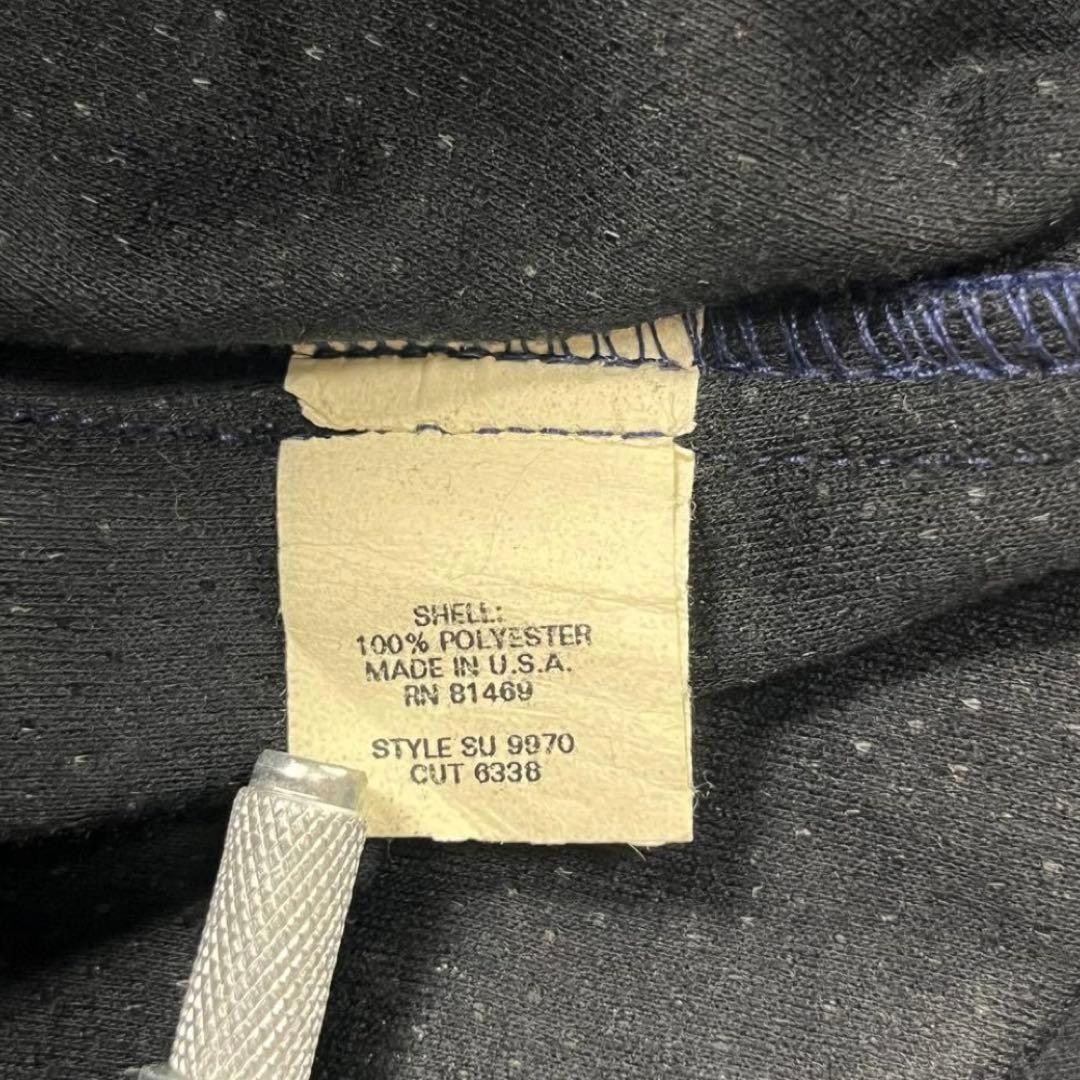 SHELL:
100% POLYESTER
MADE IN U.S.A.
RN 81469
STYLE SU 9970
CUT 6338